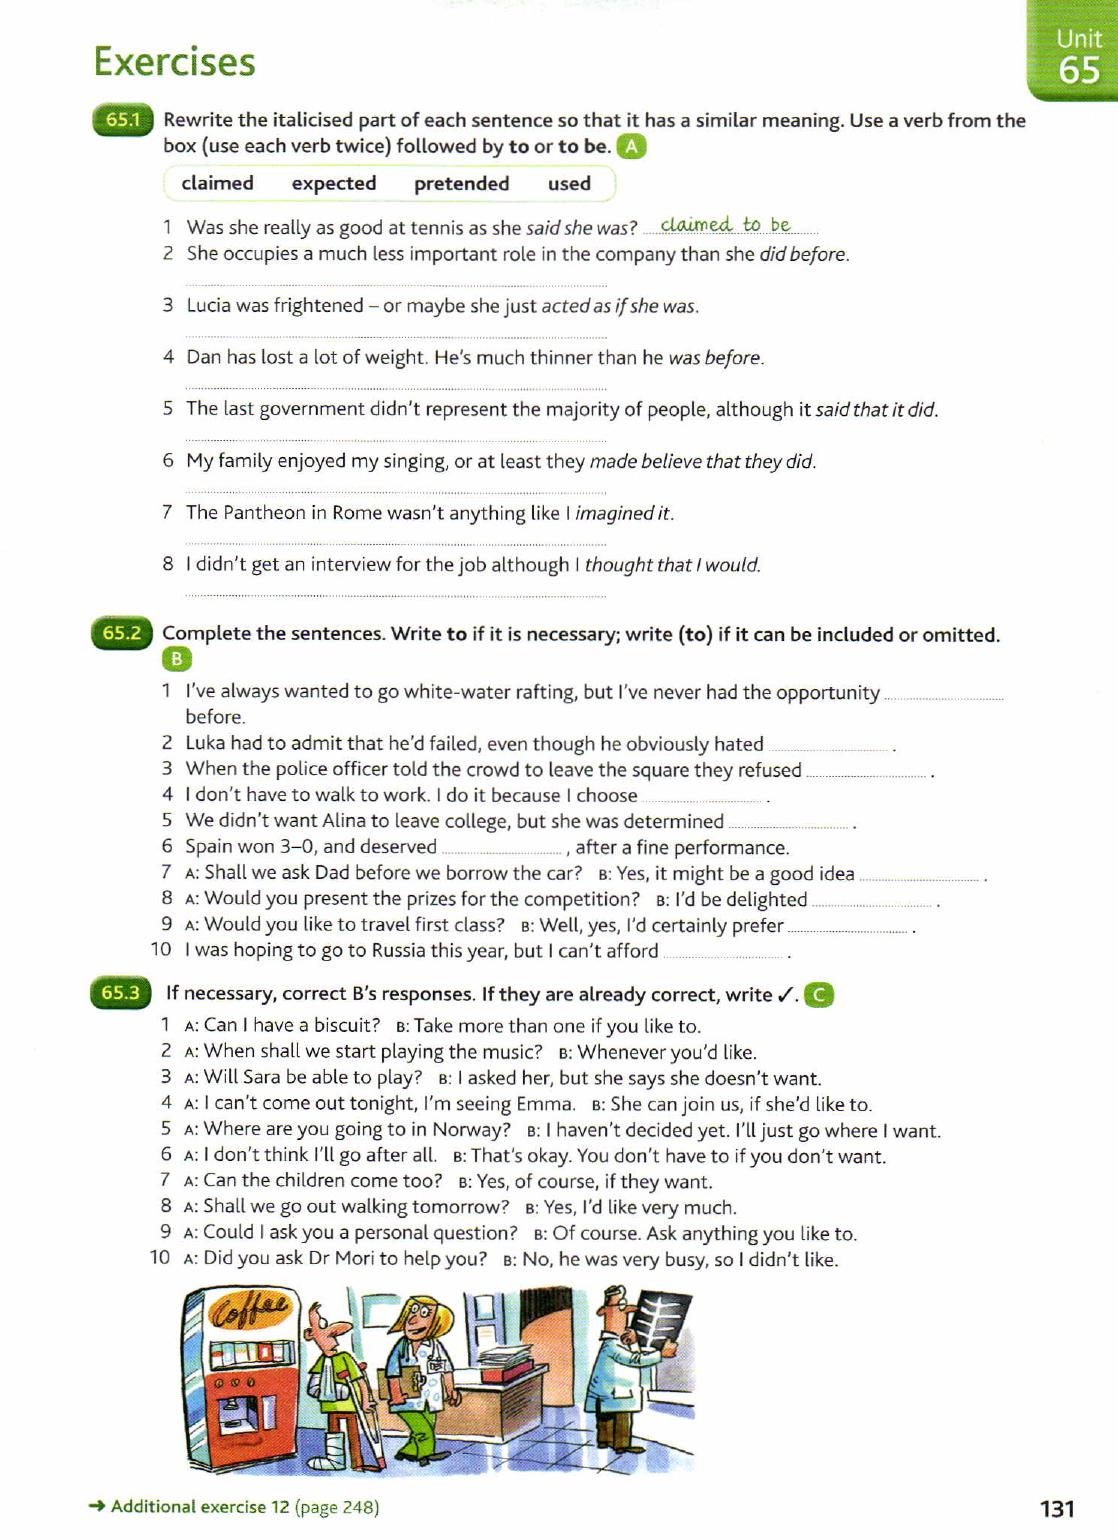 Unit
65
Exercises
65.1 Rewrite the italicised part of each sentence so that it has a similar meaning. Use a verb from the
box (use each verb twice) followed by to or to be. A
claimed expected pretended used
1 Was she really as good at tennis as she said she was? claimed to be
2 She occupies a much less important role in the company than she did before.
3 Lucia was frightened – or maybe she just acted as if she was.
4 Dan has lost a lot of weight. He's much thinner than he was before.
5 The last government didn't represent the majority of people, although it said that it did.
6 My family enjoyed my singing, or at least they made believe that they did.
7 The Pantheon in Rome wasn't anything like I imagined it.
8 I didn't get an interview for the job although I thought that I would.
65.2 Complete the sentences. Write to if it is necessary; write (to) if it can be included or omitted.
B
1 I've always wanted to go white-water rafting, but I've never had the opportunity ........
before.
2 Luka had to admit that he'd failed, even though he obviously hated ........ .
3 When the police officer told the crowd to leave the square they refused ........ .
4 I don't have to walk to work. I do it because I choose ........ .
5 We didn't want Alina to leave college, but she was determined ........ .
6 Spain won 3–0, and deserved ........ , after a fine performance.
7 A: Shall we ask Dad before we borrow the car? B: Yes, it might be a good idea ........ .
8 A: Would you present the prizes for the competition? B: I'd be delighted ........ .
9 A: Would you like to travel first class? B: Well, yes, I'd certainly prefer ........ .
10 I was hoping to go to Russia this year, but I can't afford ........ .
65.3 If necessary, correct B's responses. If they are already correct, write ✓. C
1 A: Can I have a biscuit? B: Take more than one if you like to.
2 A: When shall we start playing the music? B: Whenever you'd like.
3 A: Will Sara be able to play? B: I asked her, but she says she doesn't want.
4 A: I can't come out tonight, I'm seeing Emma. B: She can join us, if she'd like to.
5 A: Where are you going to in Norway? B: I haven't decided yet. I'll just go where I want.
6 A: I don't think I'll go after all. B: That's okay. You don't have to if you don't want.
7 A: Can the children come too? B: Yes, of course, if they want.
8 A: Shall we go out walking tomorrow? B: Yes, I'd like very much.
9 A: Could I ask you a personal question? B: Of course. Ask anything you like to.
10 A: Did you ask Dr Mori to help you? B: No, he was very busy, so I didn't like.
Coffee
→ Additional exercise 12 (page 248)
131